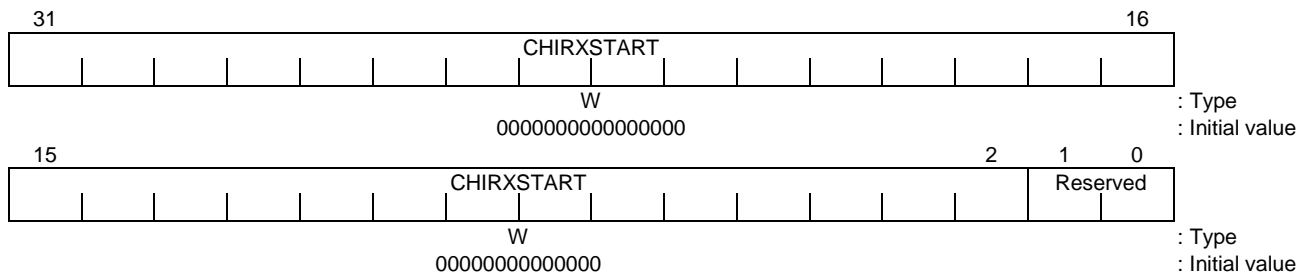 31 16
CHIRXSTART
W : Type
0000000000000000 : Initial value
15 2 1 0
CHIRXSTART Reserved
W : Type
00000000000000 : Initial value